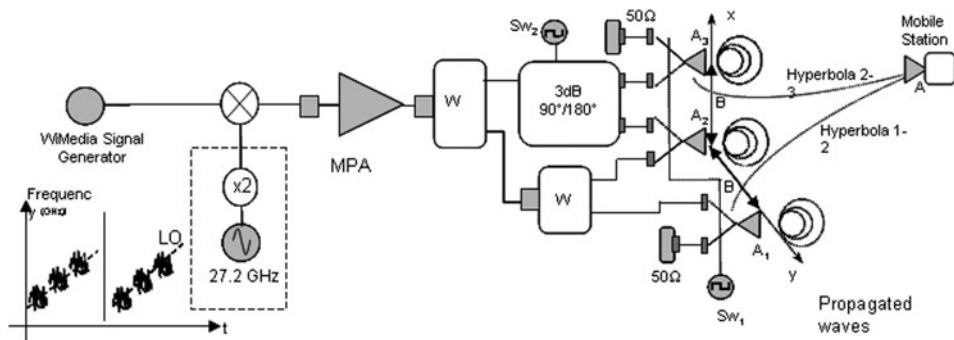 WiMedia Signal
Generator
x2
27.2 GHz
Frequenc
y (GHz)
LO
t
MPA
W
W
Sw2
3dB
90°/180°
50Ω
x
A3
Hyperbola 2-
3
B
A2
Mobile
Station
A
Hyperbola 1-
2
B
A1
y
50Ω
Sw1
Propagated
waves